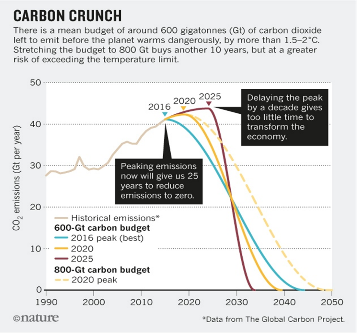 CARBON CRUNCH
There is a mean budget of around 600 gigatonnes (Gt) of carbon dioxide
left to emit before the planet warms dangerously, by more than 1.5–2°C.
Stretching the budget to 800 Gt buys another 10 years, but at a greater
risk of exceeding the temperature limit.
50
40
30
20
10
0
CO2 emissions (Gt per year)
2016
2020
2025
Delaying the peak
by a decade gives
too little time to
transform the
economy.
Peaking emissions
now will give us 25
years to reduce
emissions to zero.
Historical emissions*
600-Gt carbon budget
2016 peak (best)
2020
2025
800-Gt carbon budget
2020 peak
1990 2000 2010 2020 2030 2040 2050
©nature
*Data from The Global Carbon Project.